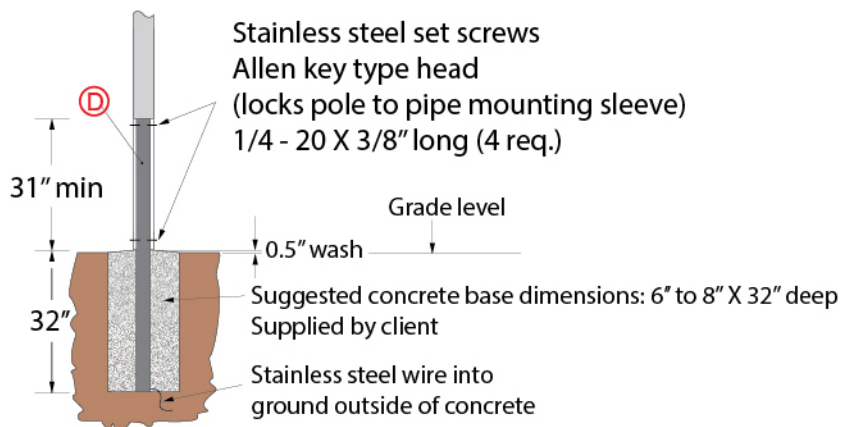 Stainless steel set screws
Allen key type head
(locks pole to pipe mounting sleeve)
1/4 - 20 X 3/8" long (4 req.)
D
31" min
Grade level
0.5" wash
32"
Suggested concrete base dimensions: 6" to 8" X 32" deep
Supplied by client
Stainless steel wire into
ground outside of concrete